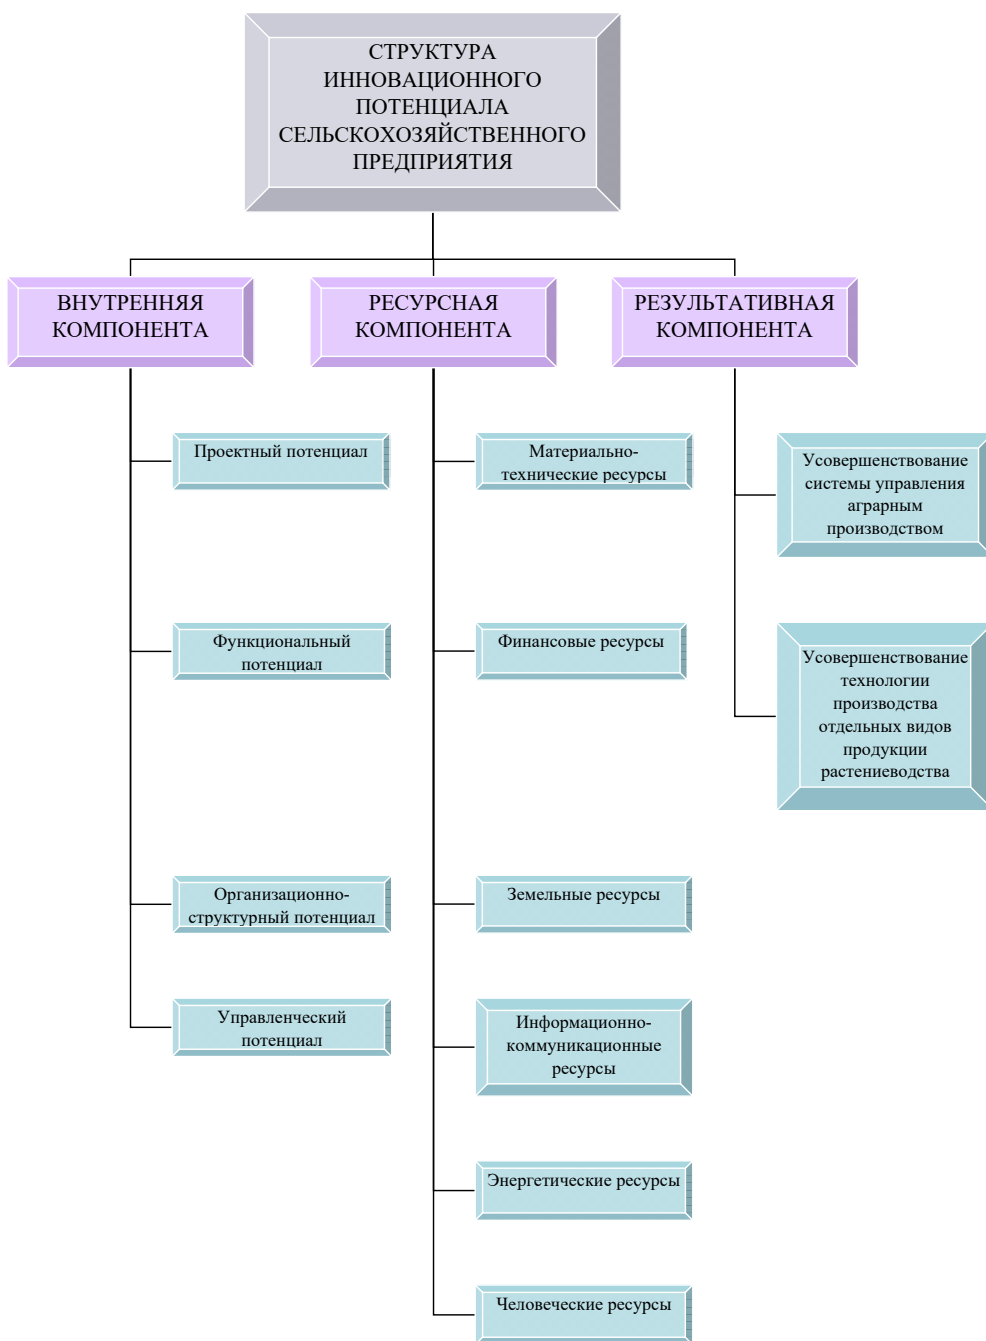 СТРУКТУРА
ИННОВАЦИОННОГО
ПОТЕНЦИАЛА
СЕЛЬСКОХОЗЯЙСТВЕННОГО
ПРЕДПРИЯТИЯ
ВНУТРЕННЯЯ
КОМПОНЕНТА
Проектный потенциал
Функциональный
потенциал
Организационно-
структурный потенциал
Управленческий
потенциал
РЕСУРСНАЯ
КОМПОНЕНТА
Материально-
технические ресурсы
Финансовые ресурсы
Земельные ресурсы
Информационно-
коммуникационные
ресурсы
Энергетические ресурсы
Человеческие ресурсы
РЕЗУЛЬТАТИВНАЯ
КОМПОНЕНТА
Усовершенствование
системы управления
аграрным
производством
Усовершенствование
технологии
производства
отдельных видов
продукции
растениеводства